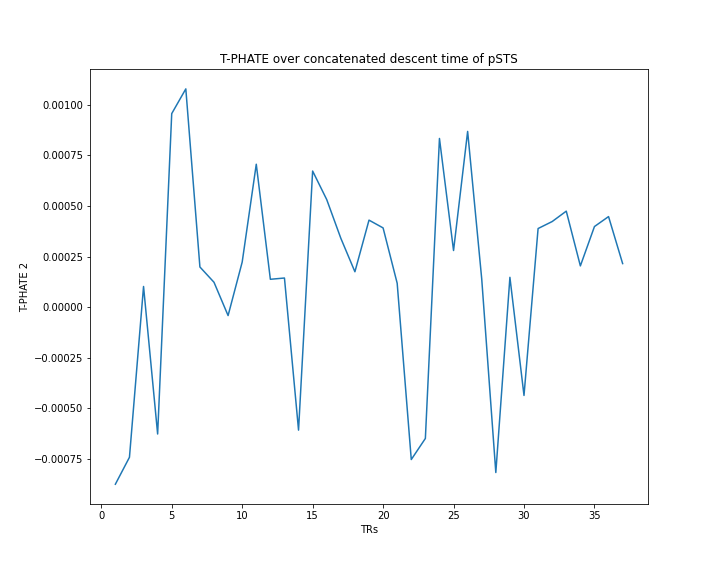 T-PHATE over concatenated descent time of pSTS
0.00100
0.00075
0.00050
0.00025
0.00000
−0.00025
−0.00050
−0.00075
T-PHATE 2
0 5 10 15 20 25 30 35
TRs